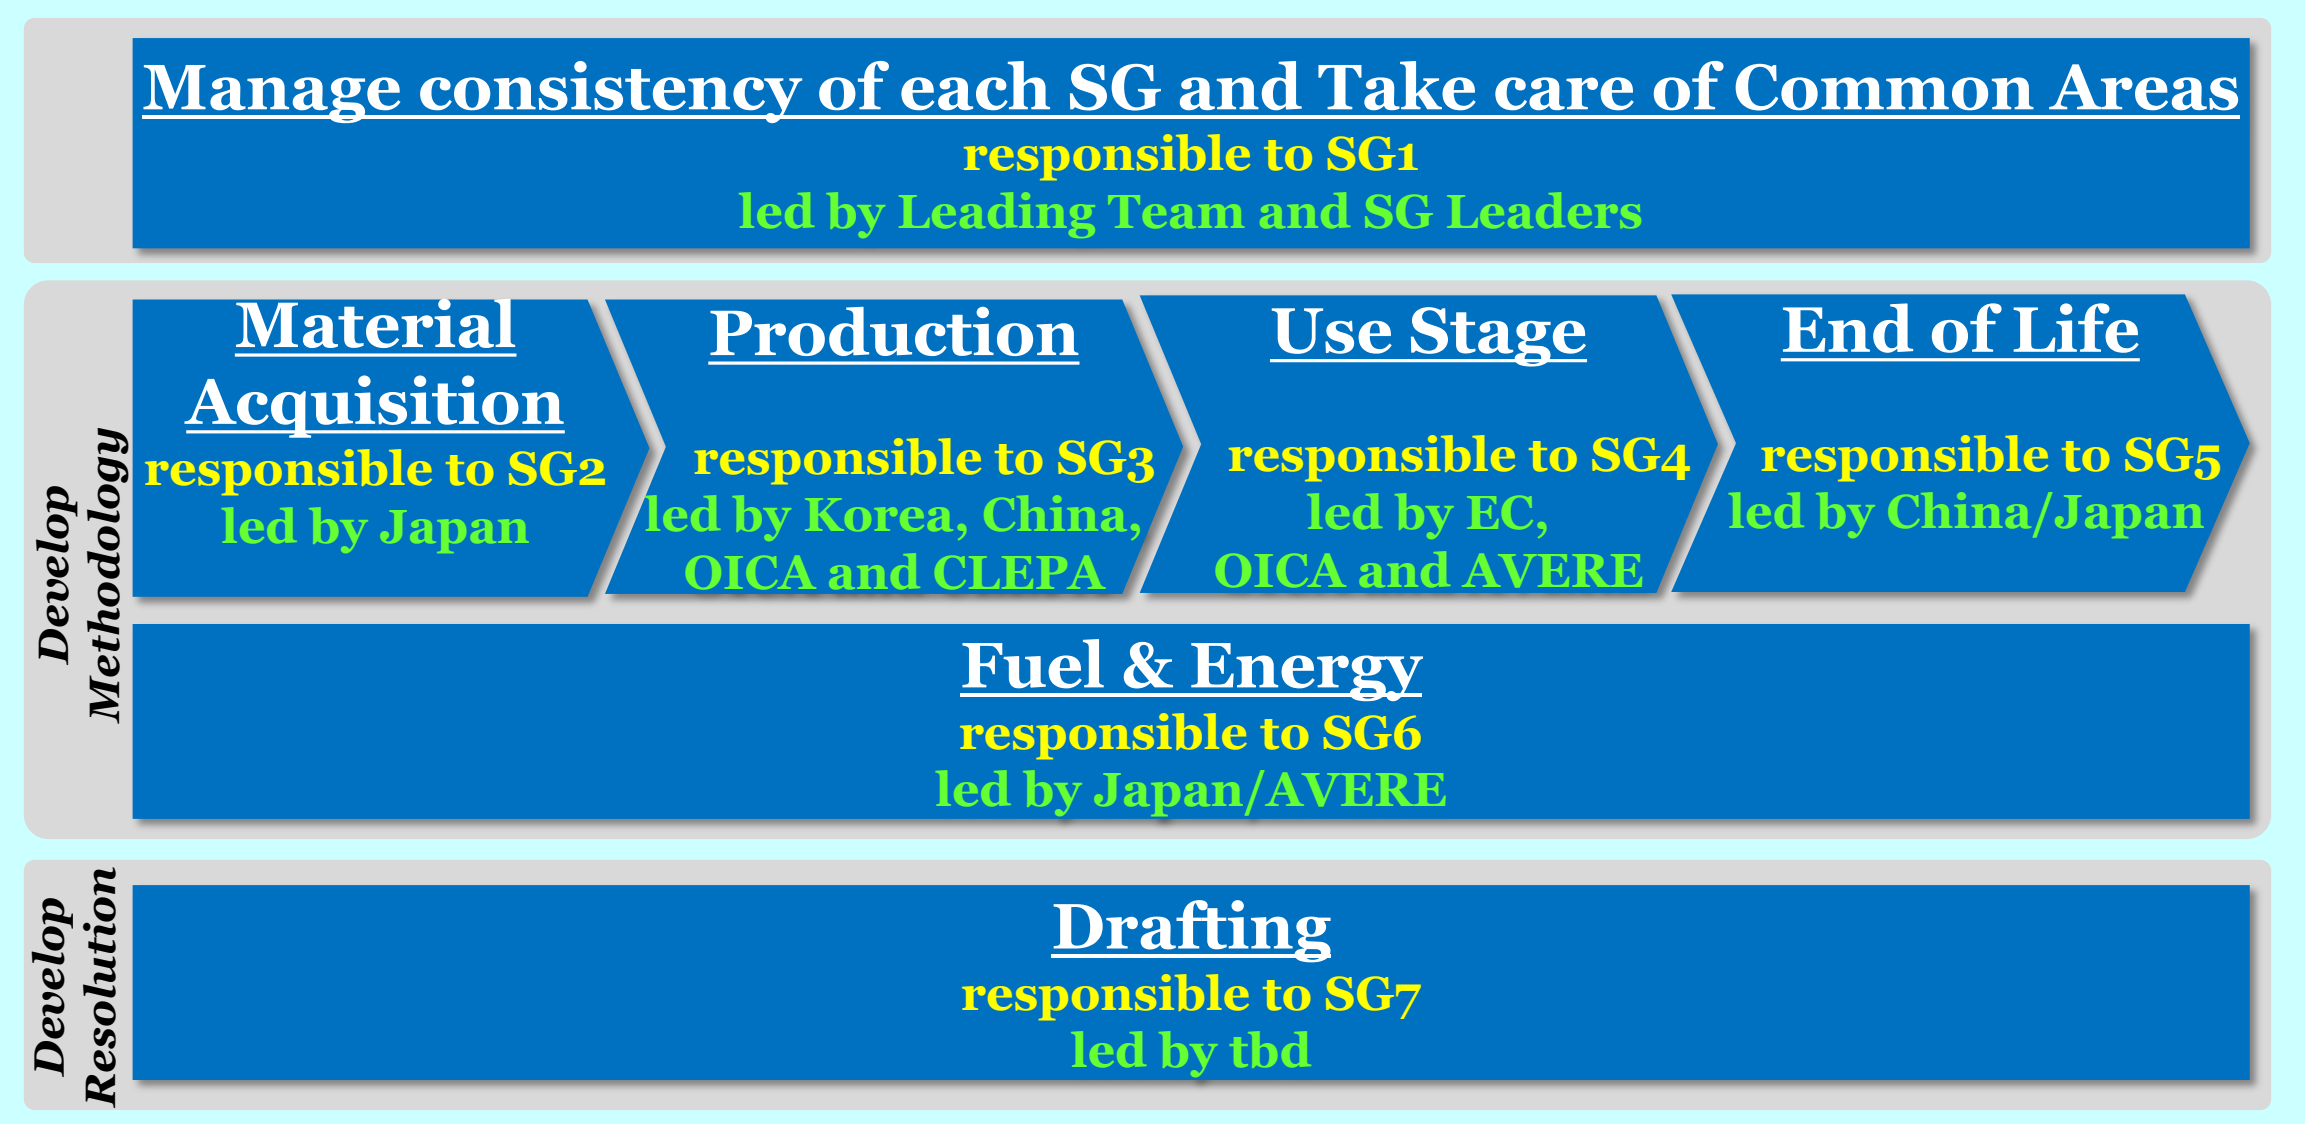 Manage consistency of each SG and Take care of Common Areas
responsible to SG1
led by Leading Team and SG Leaders
Develop
Methodology
Material
Acquisition
responsible to SG2
led by Japan
Production
responsible to SG3
led by Korea, China,
OICA and CLEPA
Use Stage
responsible to SG4
led by EC,
OICA and AVERE
End of Life
responsible to SG5
led by China/Japan
Fuel & Energy
responsible to SG6
led by Japan/AVERE
Develop
Resolution
Drafting
responsible to SG7
led by tbd